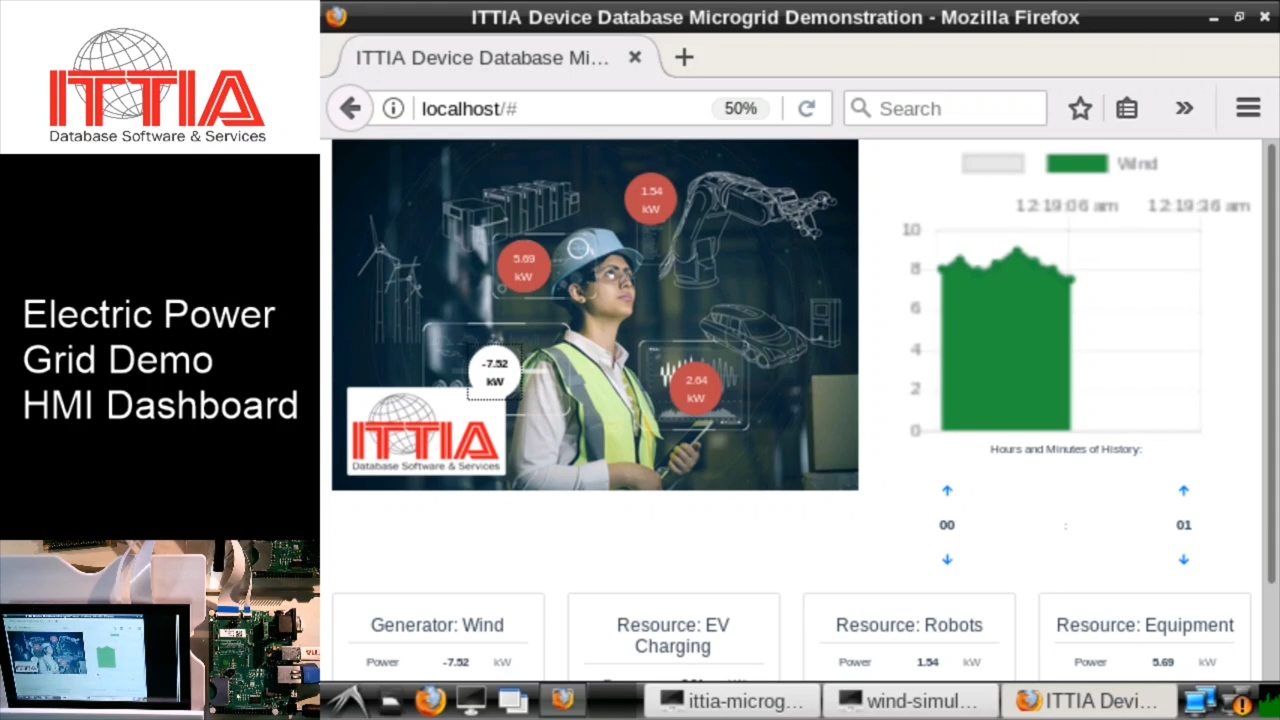 ITTIA
Database Software & Services
Electric Power
Grid Demo
HMI Dashboard
ITTIA Device Database Microgrid Demonstration - Mozilla Firefox
ITTIA Device Database Mi...
localhost/#
50%
Search
1.54
kW
5.69
kW
-7.52
kW
2.64
kW
ITTIA
Database Software & Services
Wind
12:19:06 am
12:19:36 am
10
8
6
4
2
0
Hours and Minutes of History:
00
:
01
Generator: Wind
Power -7.52 kW
Resource: EV
Charging
Resource: Robots
Power 1.54 kW
Resource: Equipment
Power 5.69 kW
ittia-microg...
wind-simul...
ITTIA Devi...